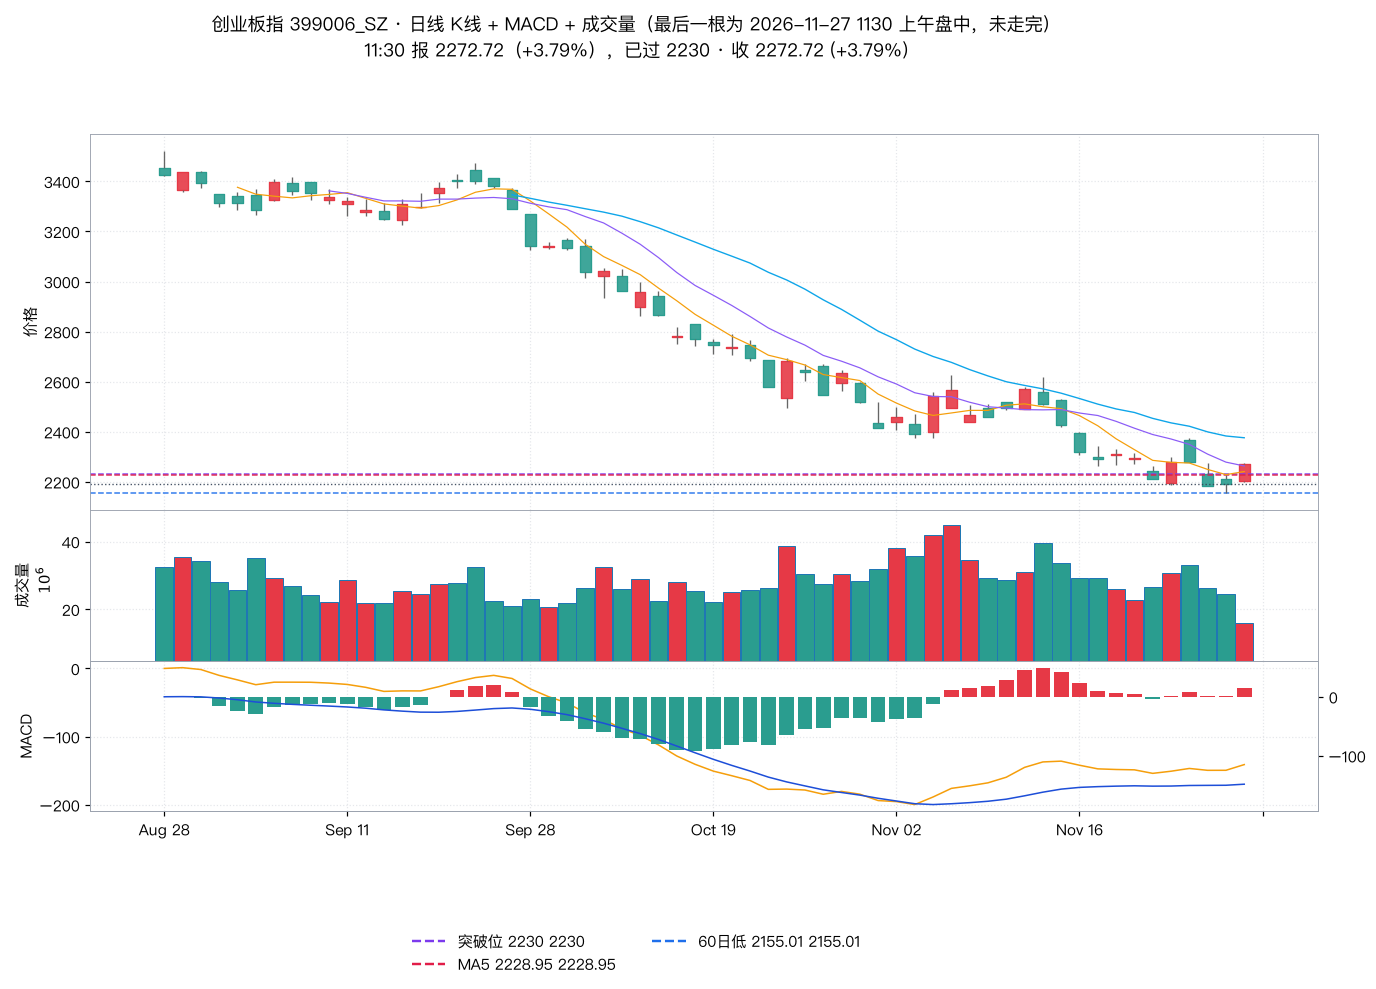 创业板指 399006_SZ · 日线 K线 + MACD + 成交量（最后一根为 2026-11-27 1130 上午盘中，未走完）
11:30 报 2272.72（+3.79%），已过 2230 · 收 2272.72 (+3.79%)
价格
3400
3200
3000
2800
2600
2400
2200
成交量
10^6
40
20
MACD
0
−100
−200
0
−100
Aug 28
Sep 11
Sep 28
Oct 19
Nov 02
Nov 16
突破位 2230 2230
MA5 2228.95 2228.95
60日低 2155.01 2155.01